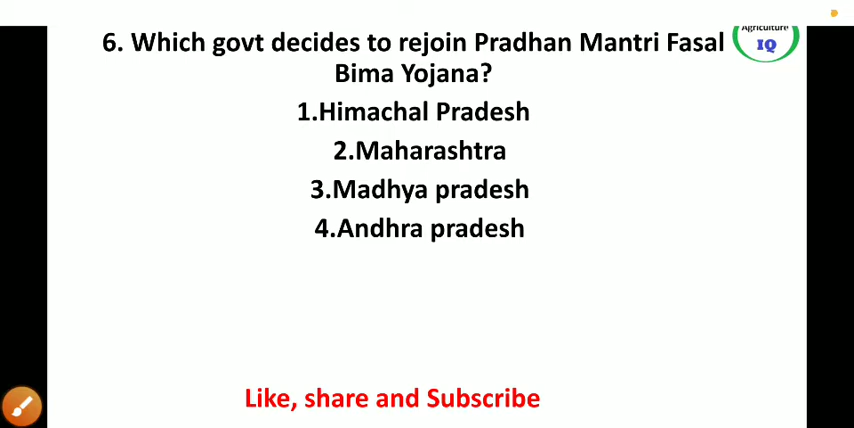 Agriculture
IQ
6. Which govt decides to rejoin Pradhan Mantri Fasal
Bima Yojana?
1.Himachal Pradesh
2.Maharashtra
3.Madhya pradesh
4.Andhra pradesh
Like, share and Subscribe